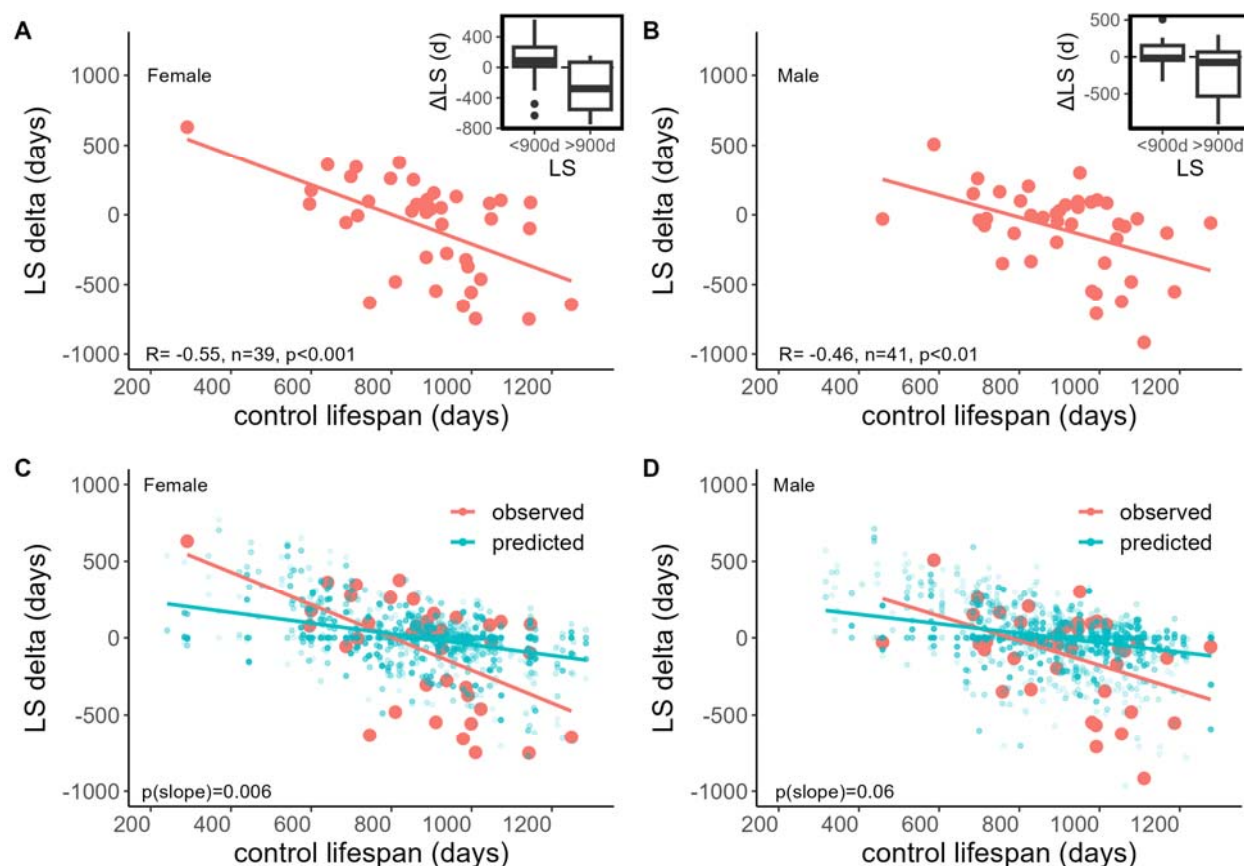 A
Female
LS delta (days)
1000
500
0
-500
-1000
200 400 600 800 1000 1200
control lifespan (days)
R= -0.55, n=39, p<0.001
ΔLS (d)
400
0
-400
-800
<900d >900d
LS
B
Male
LS delta (days)
1000
500
0
-500
-1000
200 400 600 800 1000 1200
control lifespan (days)
R= -0.46, n=41, p<0.01
ΔLS (d)
500
0
-500
<900d >900d
LS
C
Female
observed
predicted
LS delta (days)
1000
500
0
-500
-1000
p(slope)=0.006
200 400 600 800 1000 1200
control lifespan (days)
D
Male
observed
predicted
LS delta (days)
1000
500
0
-500
-1000
p(slope)=0.06
200 400 600 800 1000 1200
control lifespan (days)